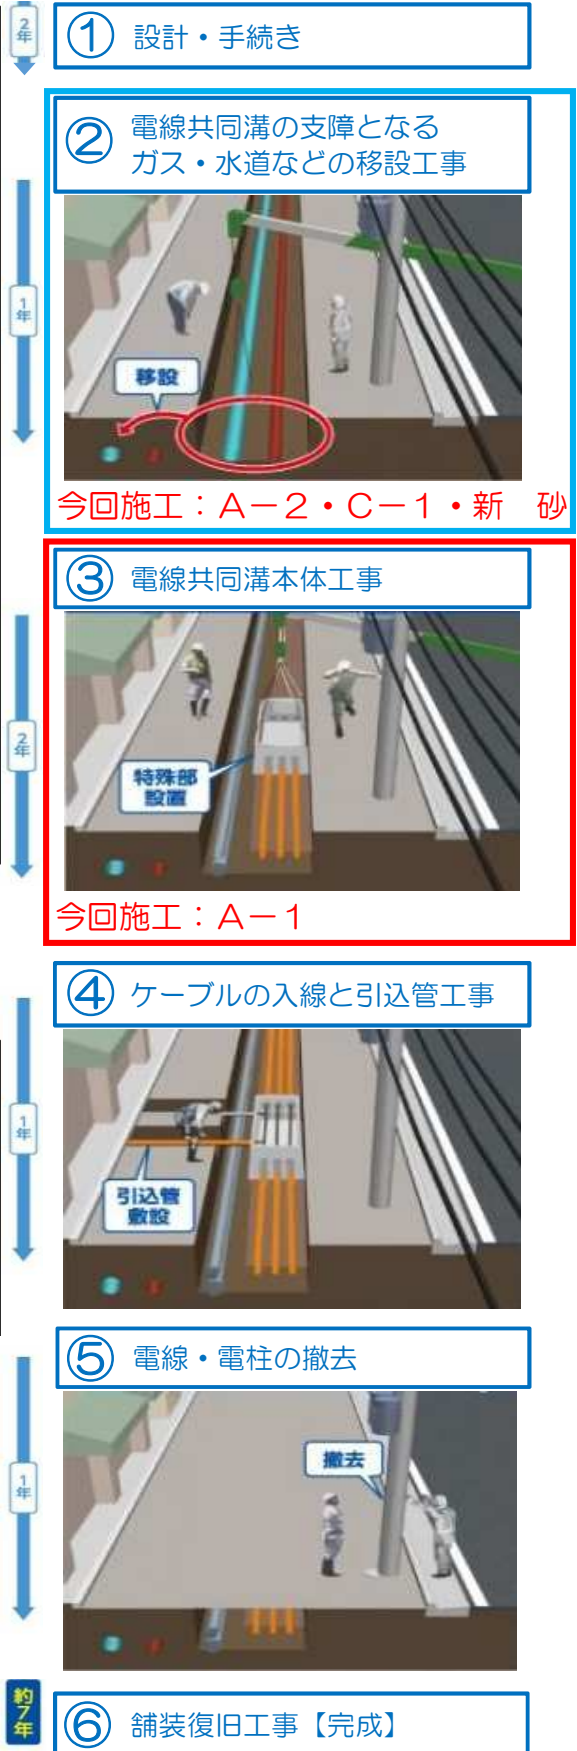 2年
① 設計・手続き
② 電線共同溝の支障となる
ガス・水道などの移設工事
1年
移設
今回施工：A－２・C－１・新　砂
③ 電線共同溝本体工事
2年
特殊部
設置
今回施工：A－１
④ ケーブルの入線と引込管工事
1年
引込管
敷設
⑤ 電線・電柱の撤去
1年
撤去
約7年
⑥ 舗装復旧工事【完成】